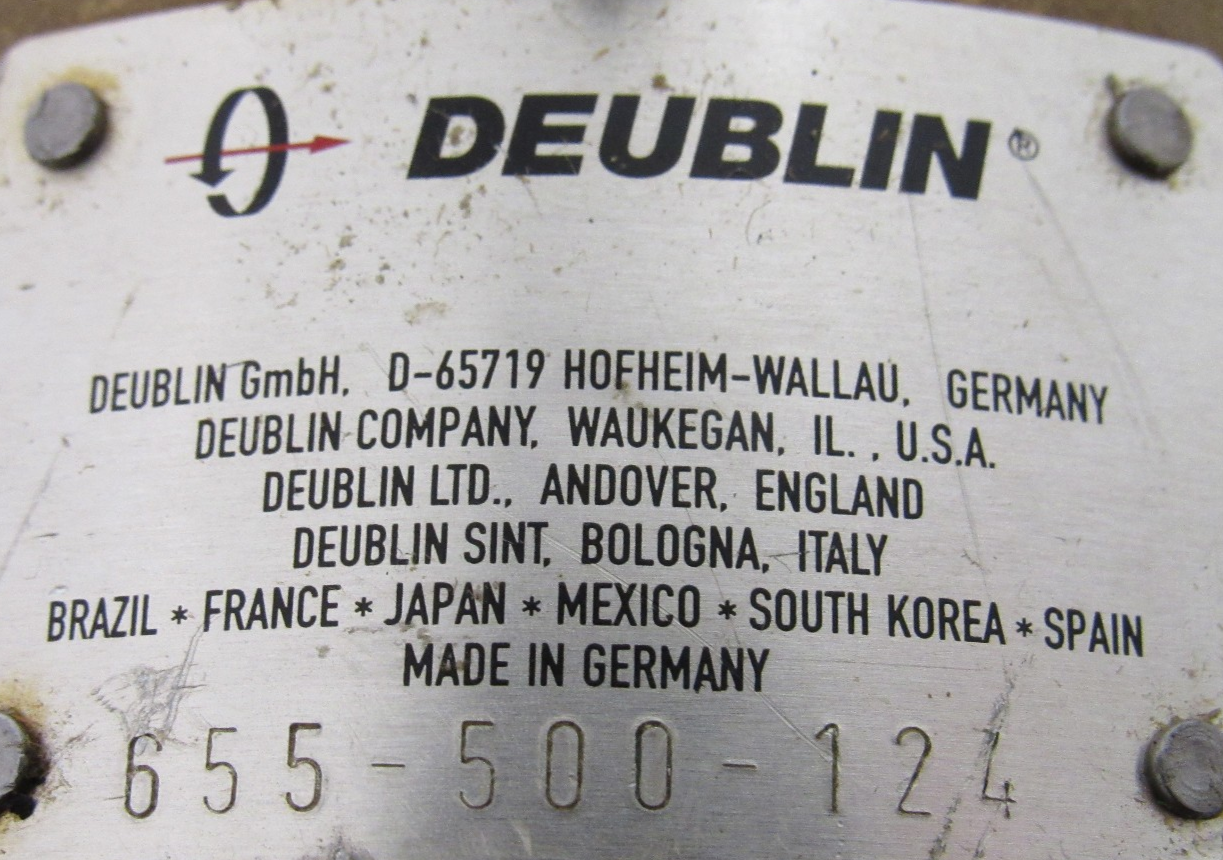 DEUBLIN®
DEUBLIN GmbH, D-65719 HOFHEIM-WALLAU, GERMANY
DEUBLIN COMPANY, WAUKEGAN, IL. , U.S.A.
DEUBLIN LTD., ANDOVER, ENGLAND
DEUBLIN SINT, BOLOGNA, ITALY
BRAZIL * FRANCE * JAPAN * MEXICO * SOUTH KOREA * SPAIN
MADE IN GERMANY
655-500-124